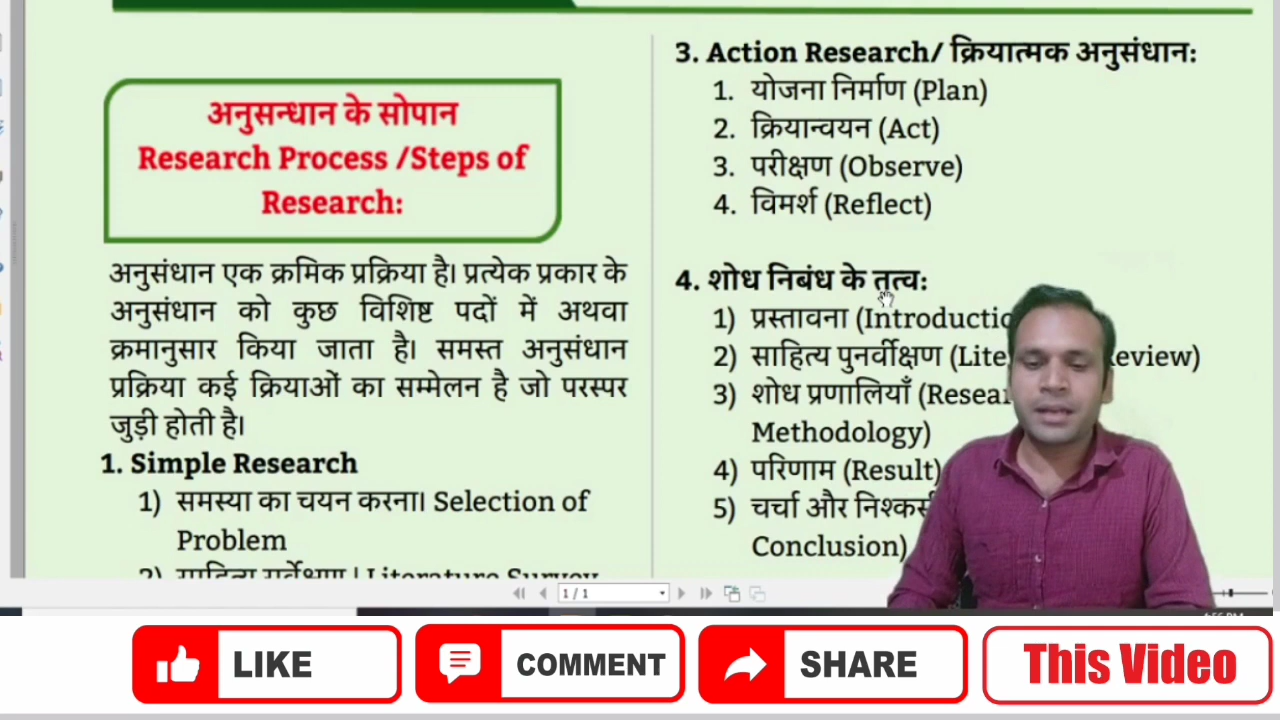 अनुसन्धान के सोपान
Research Process /Steps of
Research:
अनुसंधान एक क्रमिक प्रक्रिया है। प्रत्येक प्रकार के
अनुसंधान को कुछ विशिष्ट पदों में अथवा
क्रमानुसार किया जाता है। समस्त अनुसंधान
प्रक्रिया कई क्रियाओं का सम्मेलन है जो परस्पर
जुड़ी होती है।
1. Simple Research
1) समस्या का चयन करना। Selection of
Problem
3. Action Research/ क्रियात्मक अनुसंधान:
1. योजना निर्माण (Plan)
2. क्रियान्वयन (Act)
3. परीक्षण (Observe)
4. विमर्श (Reflect)
4. शोध निबंध के तत्व:
1) प्रस्तावना
2) साहित्य पुनर्वीक्षण
3) शोध प्रणालियाँ
Methodology)
4) परिणाम (Result)
5) चर्चा और
Conclusion)
1 / 1
LIKE
COMMENT
SHARE
This Video